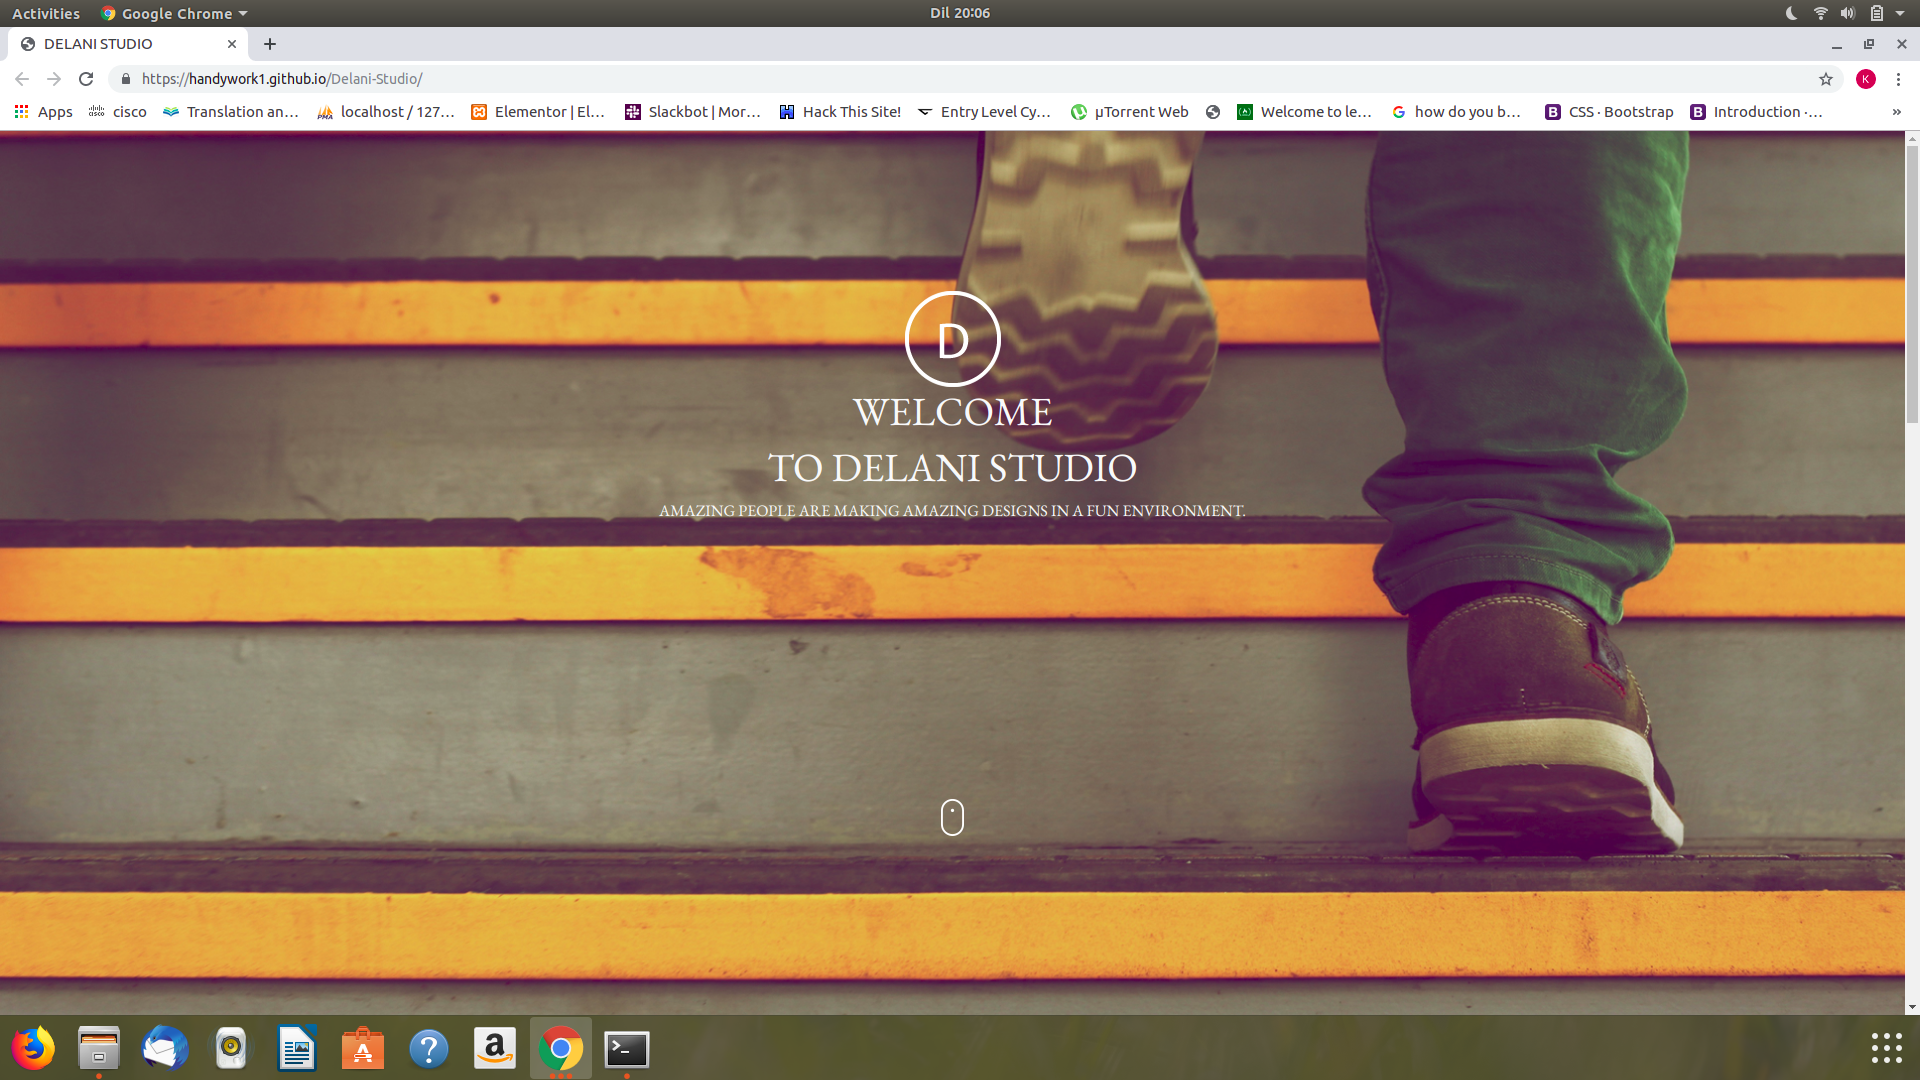 Activities
Google Chrome
Dil 20:06
DELANI STUDIO
https://handywork1.github.io/Delani-Studio/
K
Apps
cisco
Translation an...
localhost / 127...
Elementor | El...
Slackbot | Mor...
Hack This Site!
Entry Level Cy...
µTorrent Web
Welcome to le...
how do you b...
CSS · Bootstrap
Introduction ·...
»
D
WELCOME
TO DELANI STUDIO
AMAZING PEOPLE ARE MAKING AMAZING DESIGNS IN A FUN ENVIRONMENT.